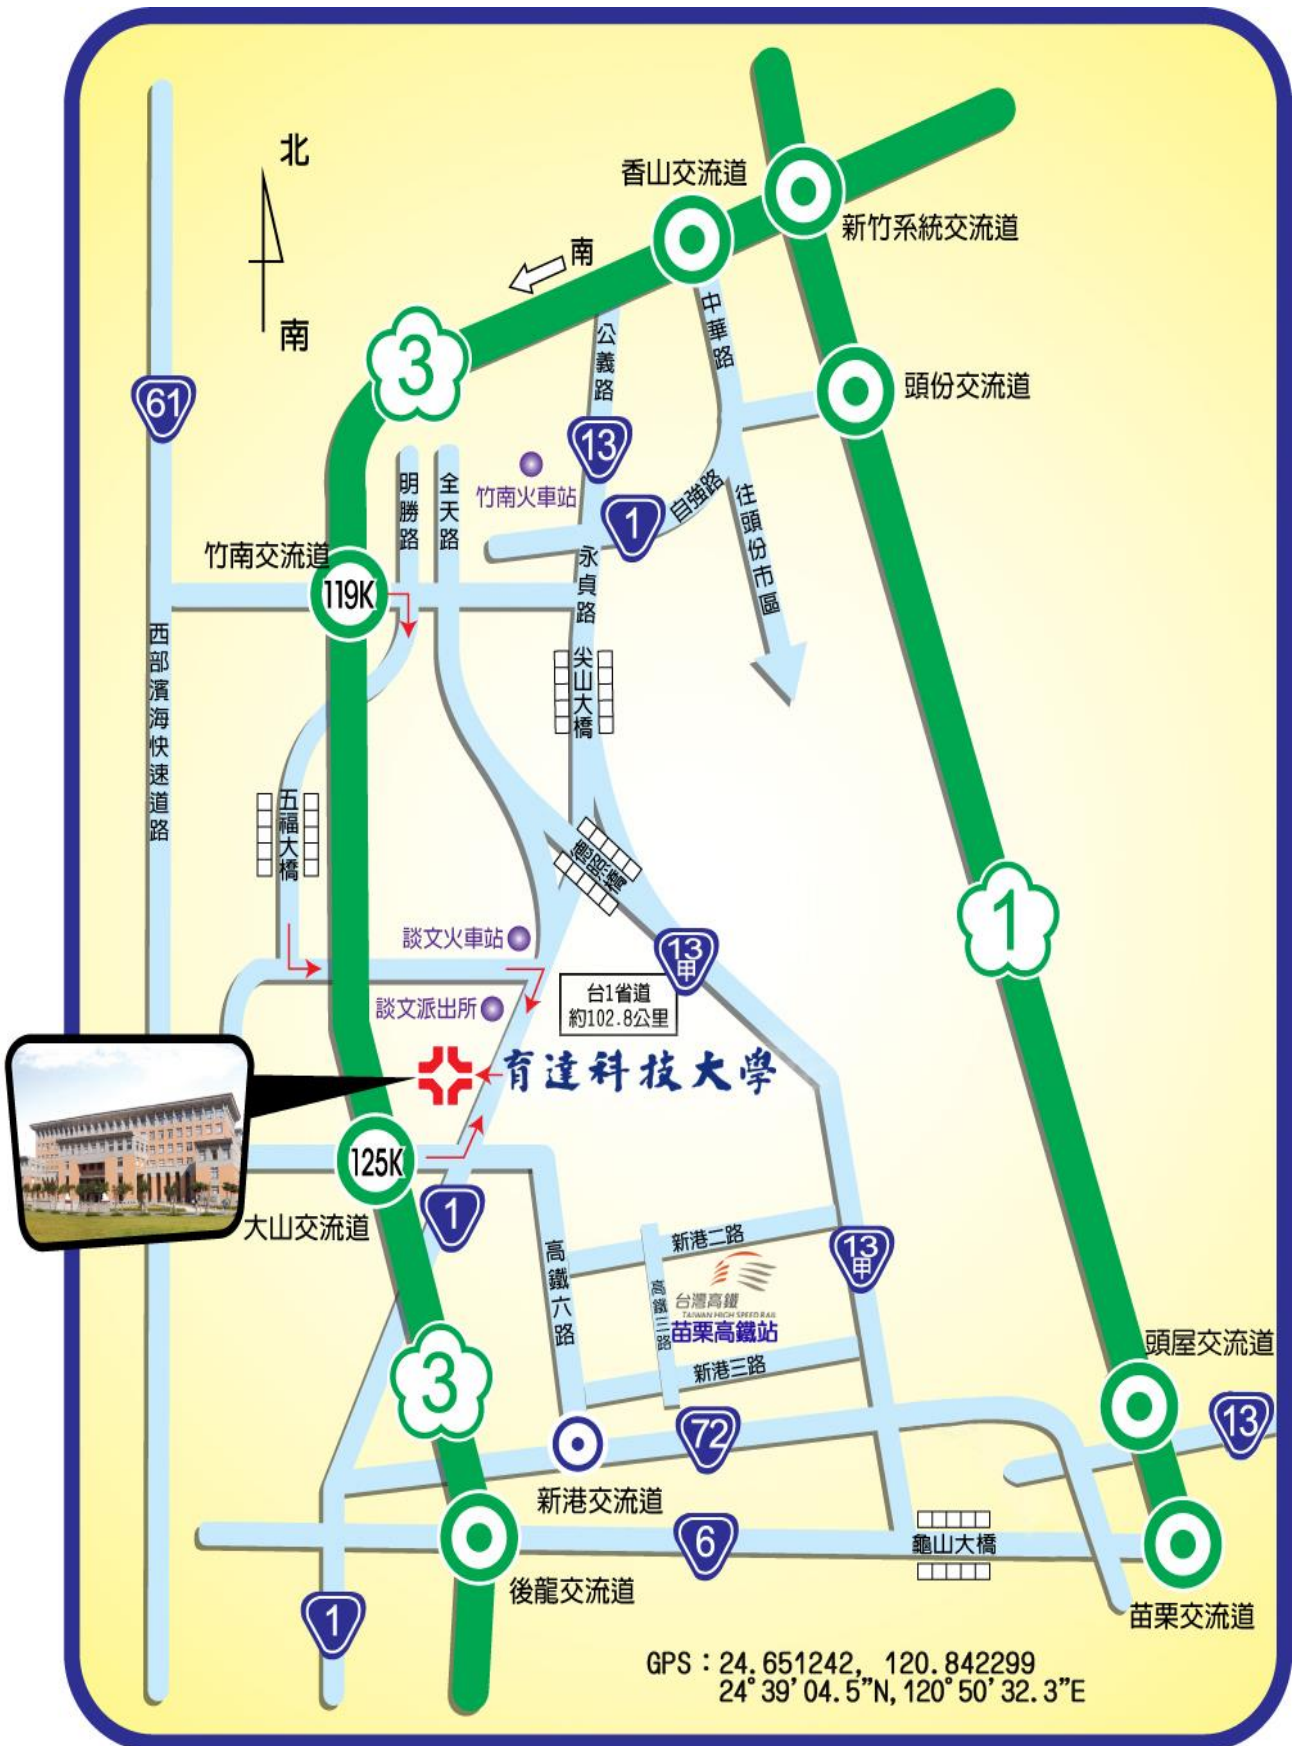 北
南
香山交流道
新竹系統交流道
南
3
中華路
公義路
頭份交流道
61
13
竹南火車站
明勝路
全天路
1
自強路
往頭份市區
竹南交流道
119K
永貞路
西部濱海快速道路
尖山大橋
五福大橋
德照橋
1
談文火車站
13甲
談文派出所
台1省道
約102.8公里
育達科技大學
125K
大山交流道
1
高鐵六路
新港二路
13甲
高鐵三路
台灣高鐵
TAIWAN HIGH SPEED RAIL
苗栗高鐵站
新港三路
3
頭屋交流道
13
72
新港交流道
6
龜山大橋
後龍交流道
1
苗栗交流道
GPS：24.651242, 120.842299
24°39'04.5"N,120°50'32.3"E